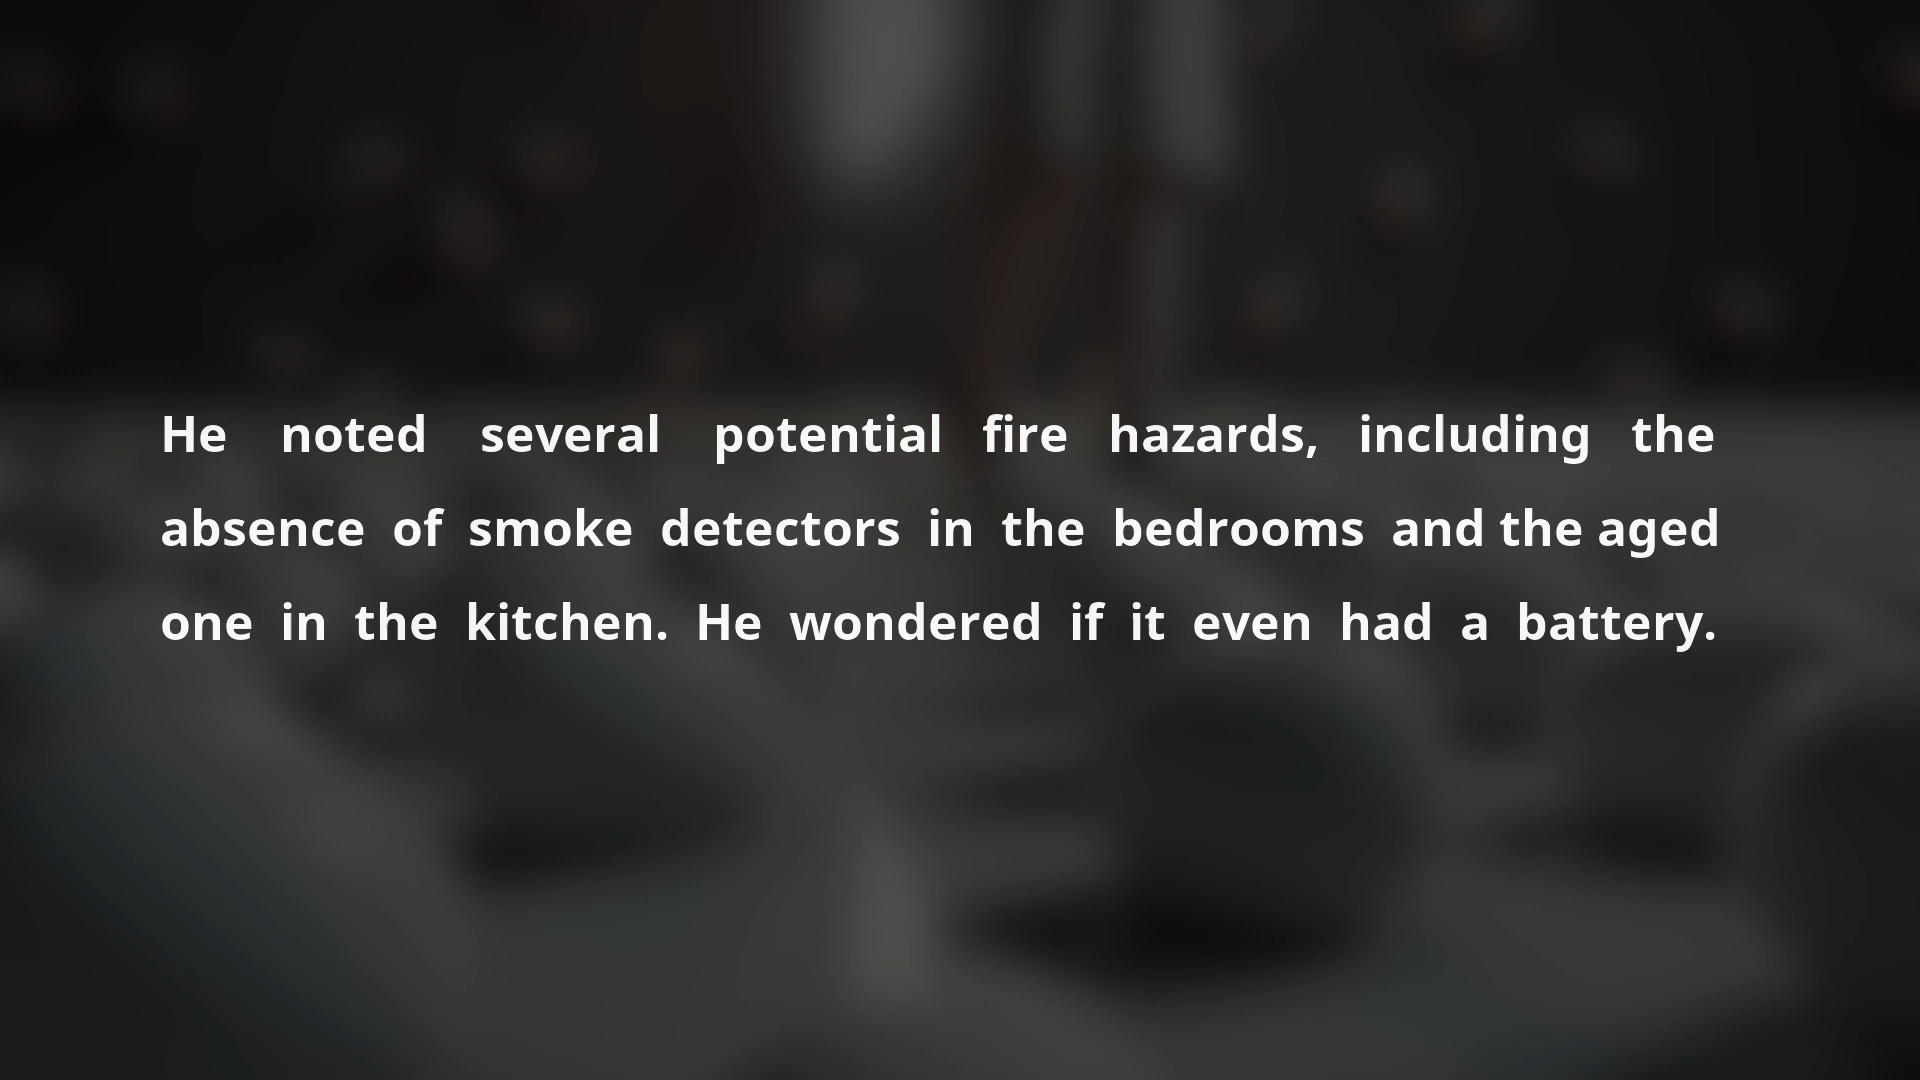 He noted several potential fire hazards, including the
absence of smoke detectors in the bedrooms and the aged
one in the kitchen. He wondered if it even had a battery.